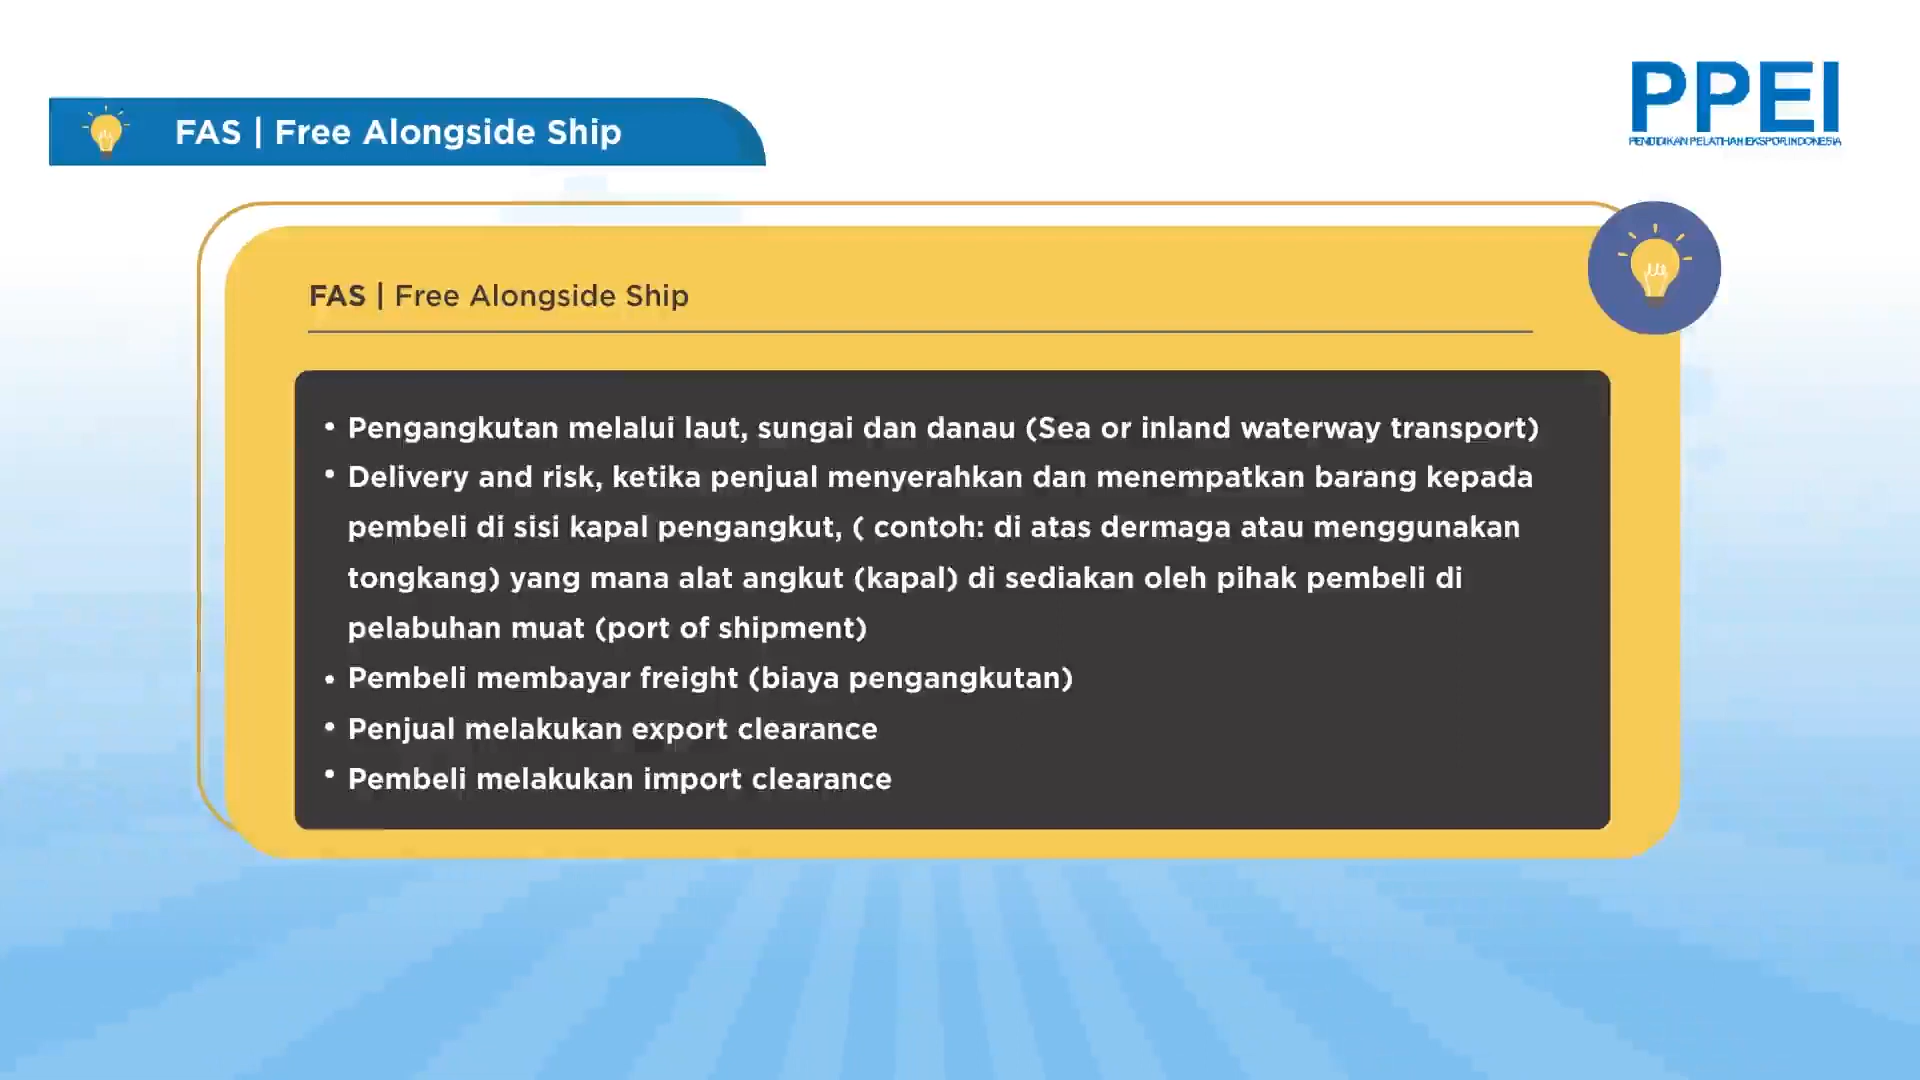 FAS | Free Alongside Ship
PPEI
PENDIDIKAN PELATIHAN EKSPOR INDONESIA
FAS | Free Alongside Ship
• Pengangkutan melalui laut, sungai dan danau (Sea or inland waterway transport)
• Delivery and risk, ketika penjual menyerahkan dan menempatkan barang kepada
pembeli di sisi kapal pengangkut, ( contoh: di atas dermaga atau menggunakan
tongkang) yang mana alat angkut (kapal) di sediakan oleh pihak pembeli di
pelabuhan muat (port of shipment)
• Pembeli membayar freight (biaya pengangkutan)
• Penjual melakukan export clearance
• Pembeli melakukan import clearance